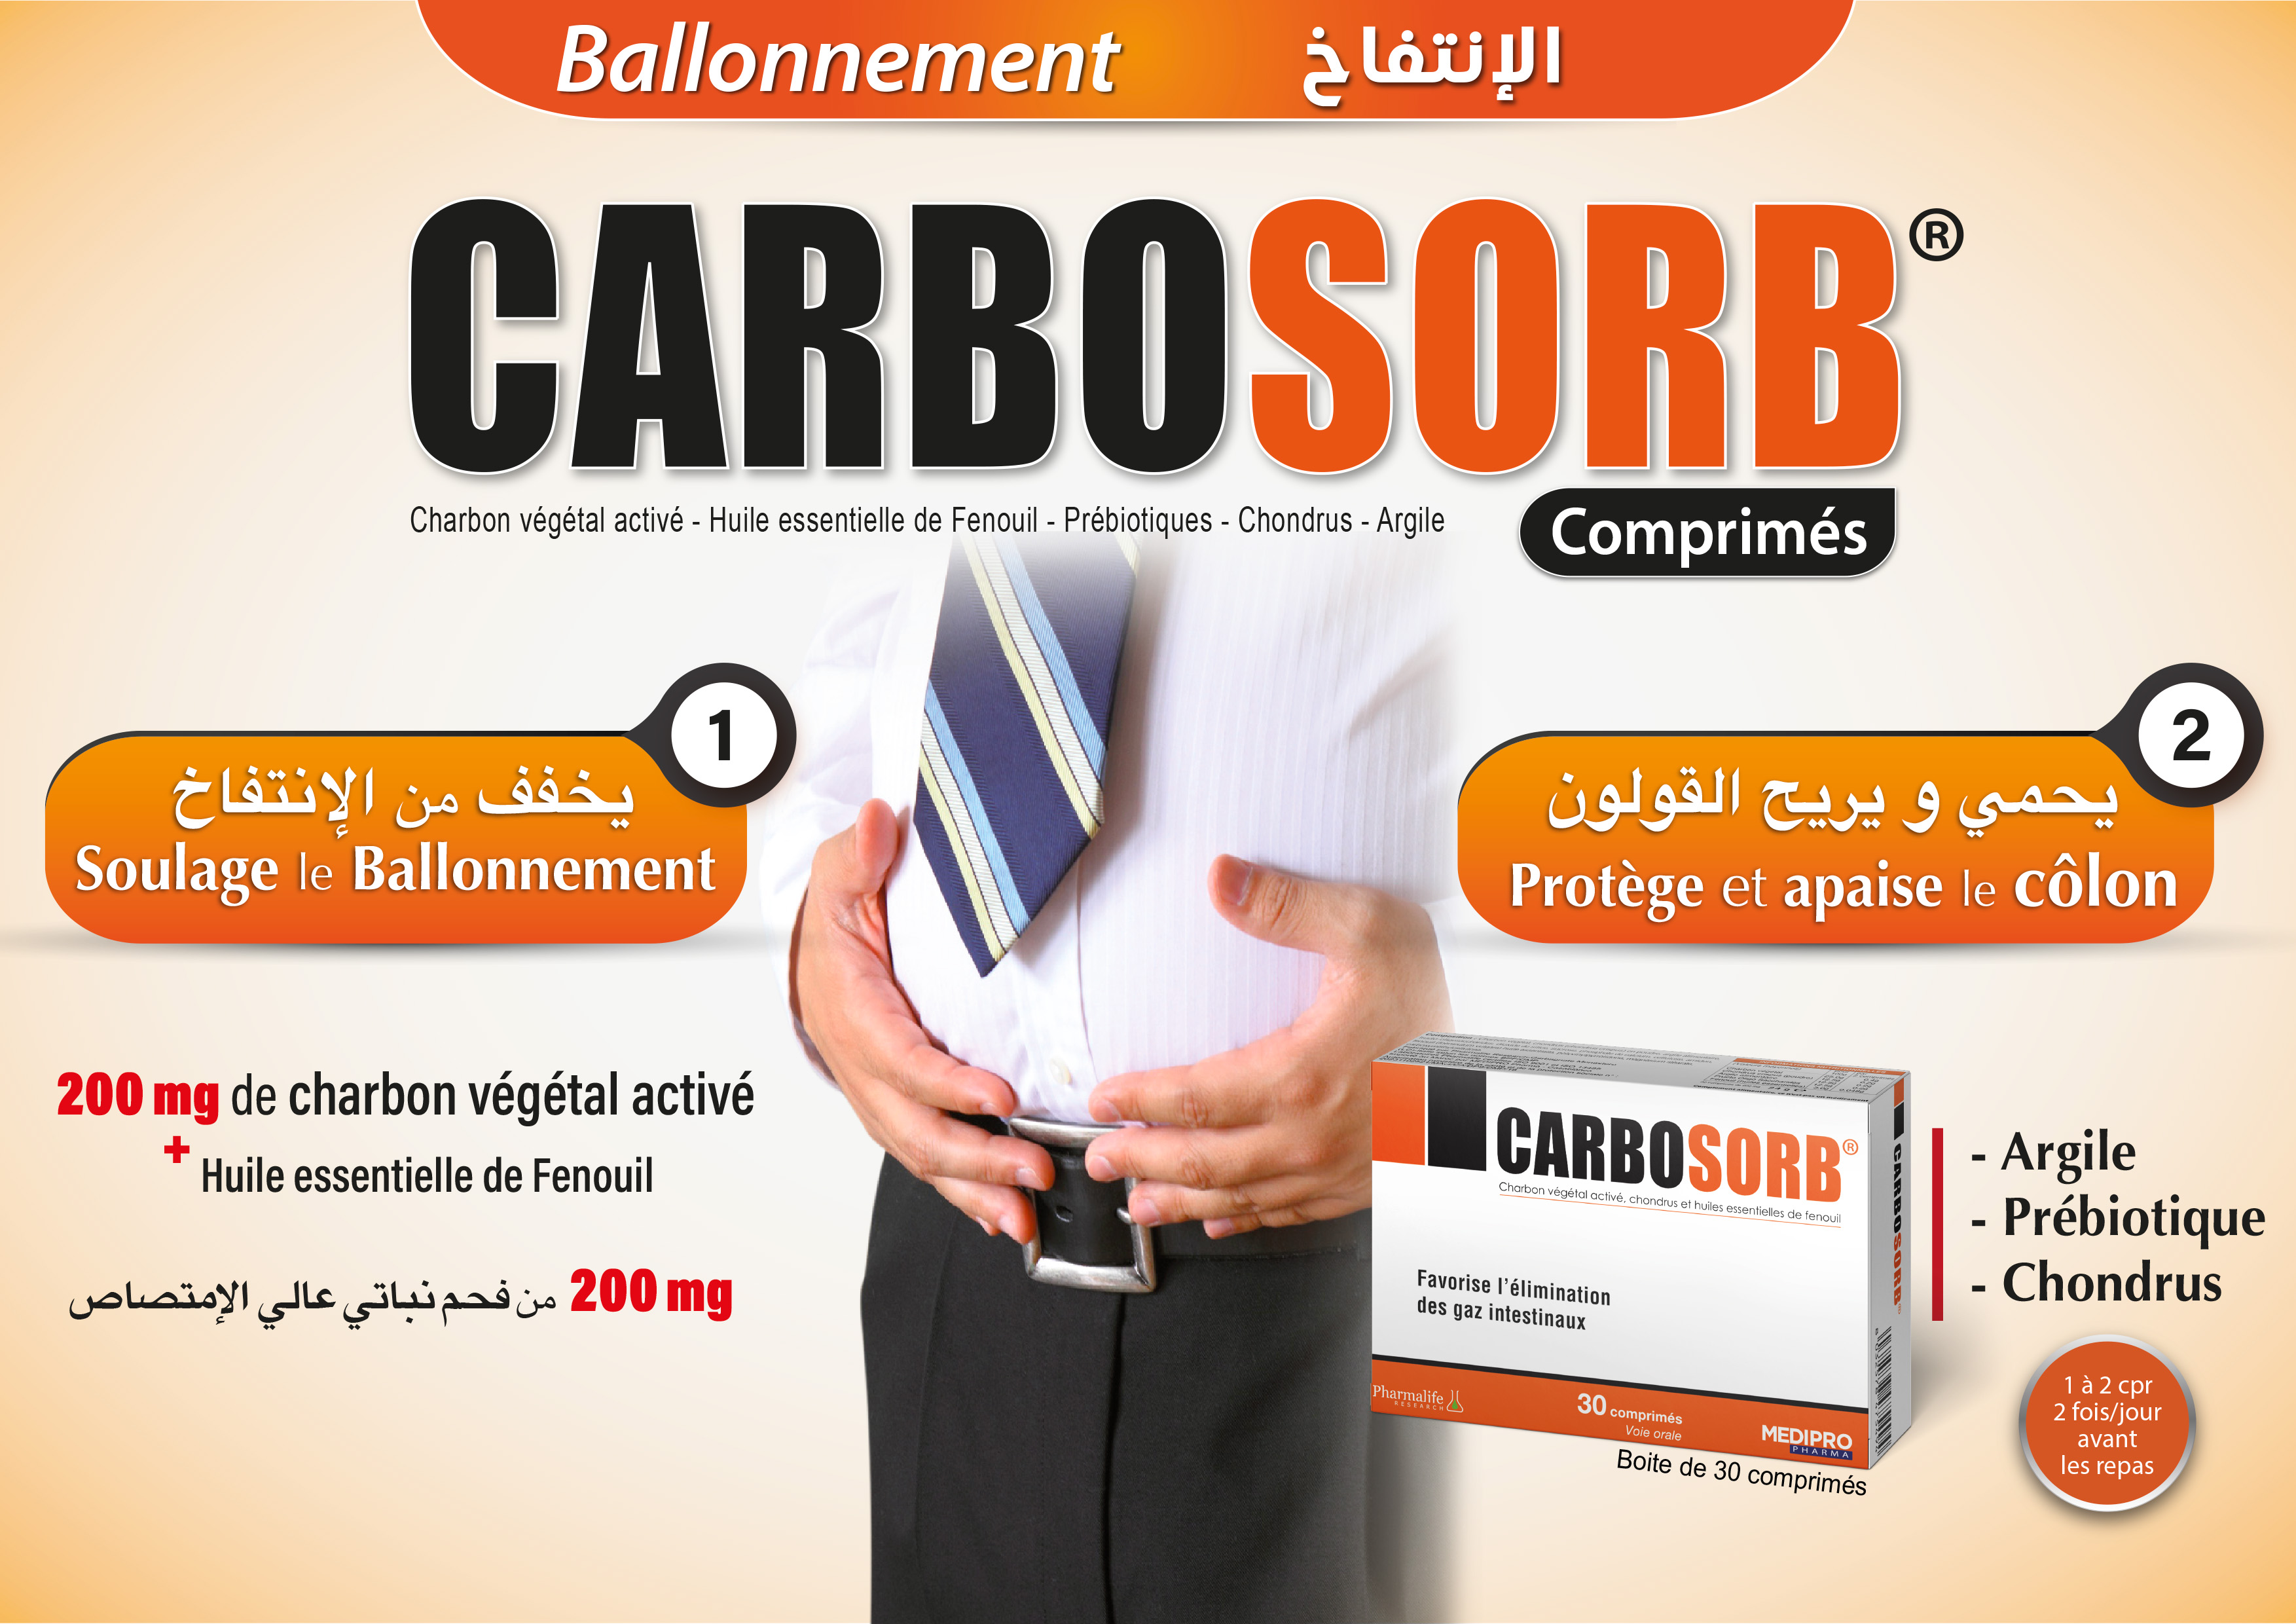 Ballonnement
الإنتفاخ
CARBOSORB®
Charbon végétal activé - Huile essentielle de Fenouil - Prébiotiques - Chondrus - Argile
Comprimés
1
يخفف من الإنتفاخ
Soulage le Ballonnement
2
يحمي و يريح القولون
Protège et apaise le côlon
200 mg de charbon végétal activé
+
Huile essentielle de Fenouil
200 mg من فحم نباتي عالي الإمتصاص
CARBOSORB®
Charbon végétal activé, chondrus et huiles essentielles de fenouil
Favorise l'élimination
des gaz intestinaux
Pharmalife
RESEARCH
30 comprimés
Voie orale
MEDIPRO
PHARMA
CARBOSORB
Boite de 30 comprimés
- Argile
- Prébiotique
- Chondrus
1 à 2 cpr
2 fois/jour
avant
les repas